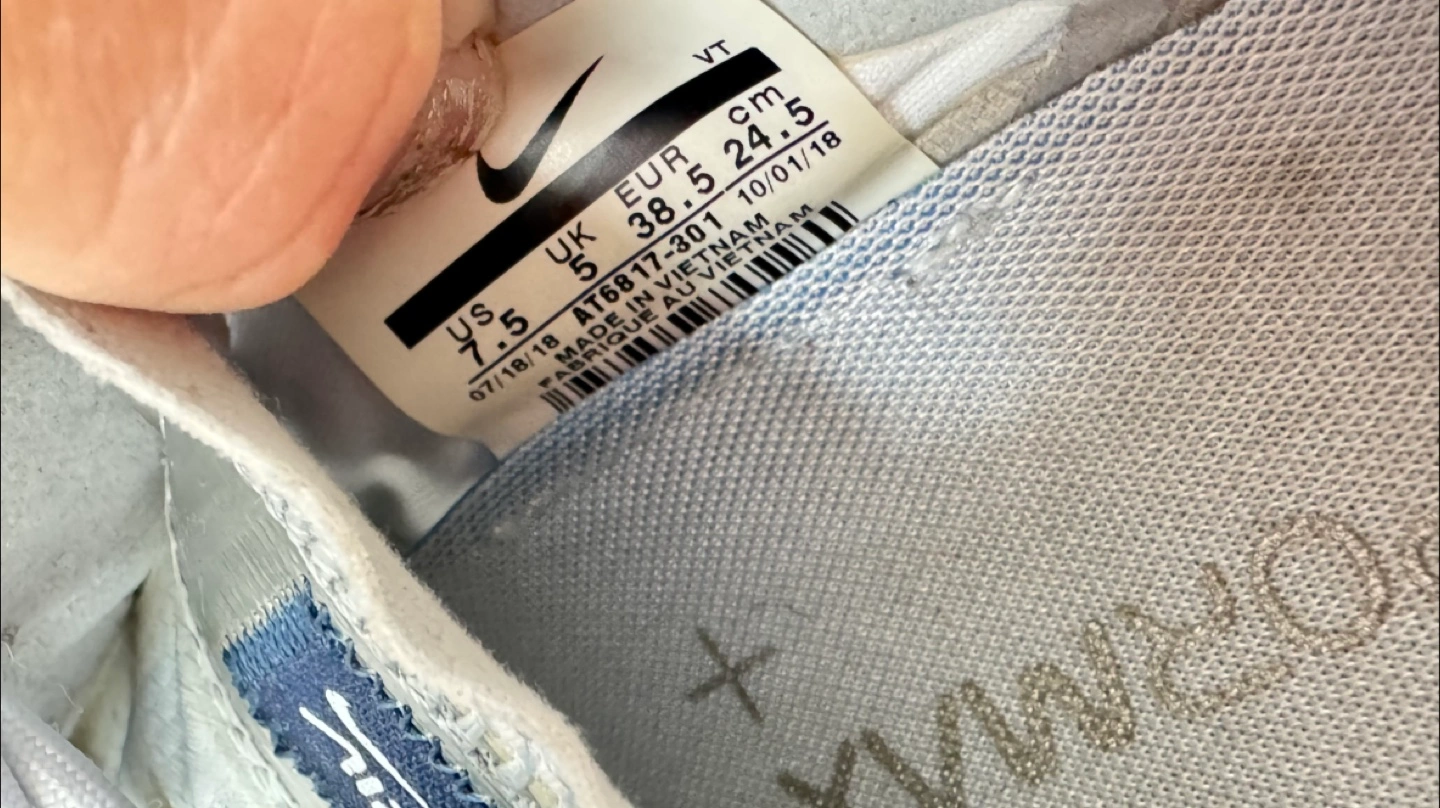 VT
US UK EUR cm
7.5 5 38.5 24.5
07/18/18 AT6817-301 10/01/18
MADE IN VIETNAM
FABRIQUE AU VIETNAM
+